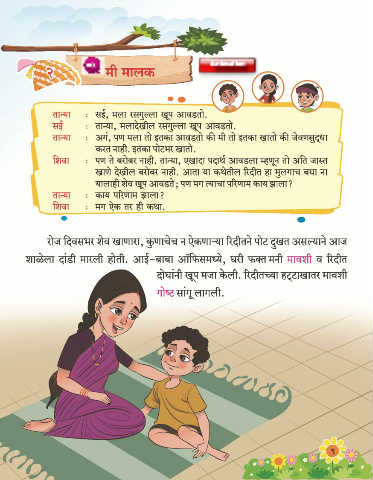 २
मी मालक
तान्या : सई, मला रसगुल्ला खूप आवडतो.
सई : तान्या, मलादेखील रसगुल्ला खूप आवडतो.
तान्या : अगं, पण मला तो इतका आवडतो की मी तो इतका खातो की जेवणसुद्धा
करत नाही. इतका पोटभर खातो.
शिवा : पण ते बरोबर नाही. तान्या, एखादा पदार्थ आवडला म्हणून तो अति जास्त
खाणे देखील बरोबर नाही. आता या कथेतील रिदीत हा मुलगाच बघा ना
यालाही शेव खूप आवडते; पण मग त्याचा परिणाम काय झाला?
तान्या : काय परिणाम झाला?
शिवा : मग ऐक तर ही कथा.
रोज दिवसभर शेव खाणारा, कुणाचेच न ऐकणाऱ्या रिदीतने पोट दुखत असल्याने आज
शाळेला दांडी मारली होती. आई-बाबा ऑफिसमध्ये, घरी फक्त मनी मावशी व रिदीत
दोघांनी खूप मजा केली. रिदीतच्या हट्टाखातर मावशी
गोष्ट सांगू लागली.
१